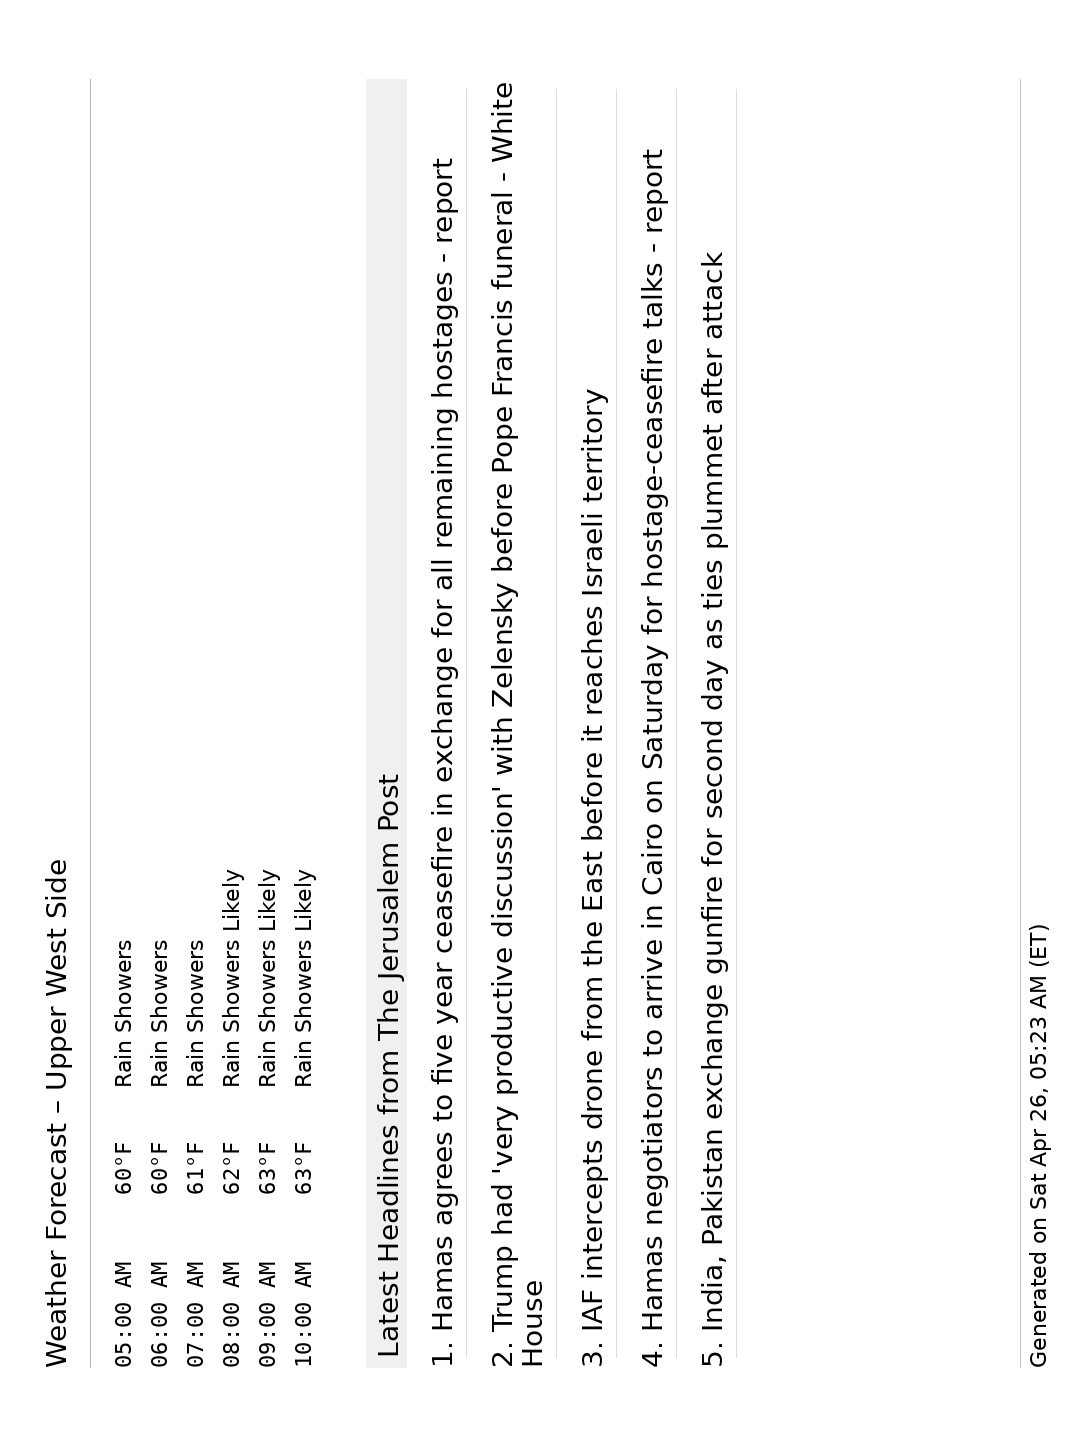 Weather Forecast – Upper West Side
05:00 AM 60°F Rain Showers
06:00 AM 60°F Rain Showers
07:00 AM 61°F Rain Showers
08:00 AM 62°F Rain Showers Likely
09:00 AM 63°F Rain Showers Likely
10:00 AM 63°F Rain Showers Likely
Latest Headlines from The Jerusalem Post
1. Hamas agrees to five year ceasefire in exchange for all remaining hostages - report
2. Trump had 'very productive discussion' with Zelensky before Pope Francis funeral - White
House
3. IAF intercepts drone from the East before it reaches Israeli territory
4. Hamas negotiators to arrive in Cairo on Saturday for hostage-ceasefire talks - report
5. India, Pakistan exchange gunfire for second day as ties plummet after attack
Generated on Sat Apr 26, 05:23 AM (ET)